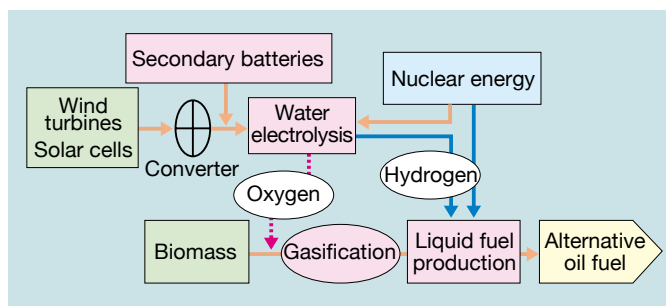 Secondary batteries
Nuclear energy
Wind
turbines
Solar cells
Converter
Water
electrolysis
Oxygen
Hydrogen
Biomass
Gasification
Liquid fuel
production
Alternative
oil fuel